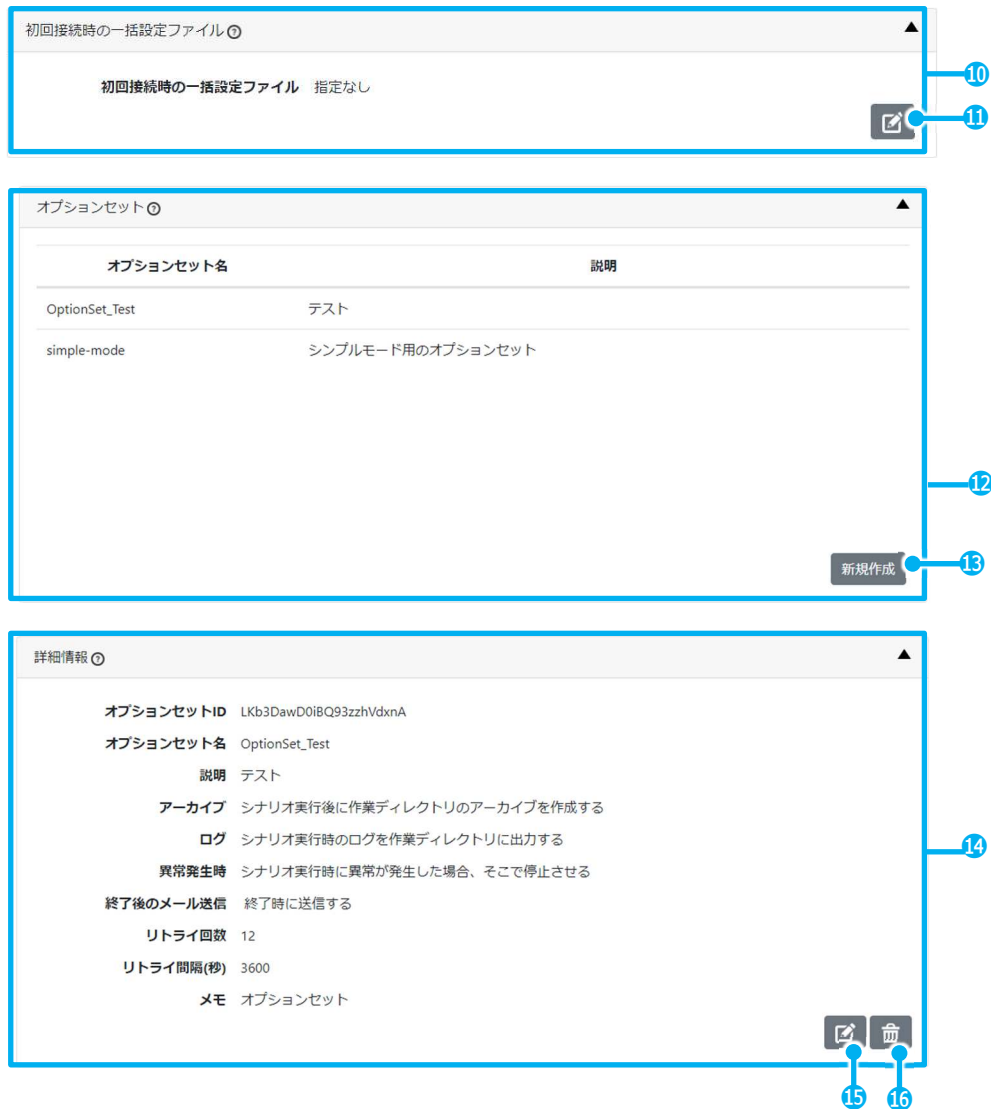 初回接続時の一括設定ファイル ?
初回接続時の一括設定ファイル 指定なし
10
11
オプションセット ?
オプションセット名 説明
OptionSet_Test テスト
simple-mode シンプルモード用のオプションセット
12
新規作成
13
詳細情報 ?
オプションセットID LKb3DawD0iBQ93zzhVdxnA
オプションセット名 OptionSet_Test
説明 テスト
アーカイブ シナリオ実行後に作業ディレクトリのアーカイブを作成する
ログ シナリオ実行時のログを作業ディレクトリに出力する
14
異常発生時 シナリオ実行時に異常が発生した場合、そこで停止させる
終了後のメール送信 終了時に送信する
リトライ回数 12
リトライ間隔(秒) 3600
メモ オプションセット
15 16